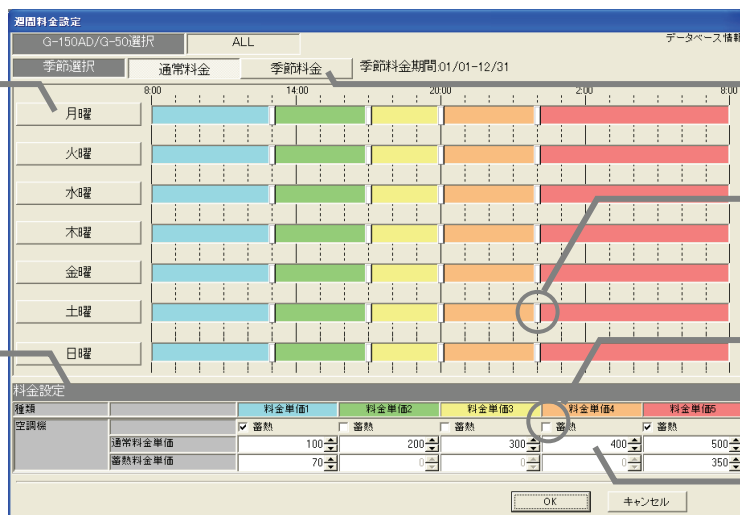 週間料金設定
G-150AD/G-50選択 ALL データベース情報
季節選択 通常料金 季節料金 季節料金期間:01/01-12/31
8:00 14:00 20:00 2:00 8:00
月曜
火曜
水曜
木曜
金曜
土曜
日曜
料金設定
種類 料金単価1 料金単価2 料金単価3 料金単価4 料金単価5
空調機 蓄熱 蓄熱 蓄熱 蓄熱 蓄熱
通常料金単価 100 200 300 400 500
蓄熱料金単価 70 0 0 0 350
OK キャンセル